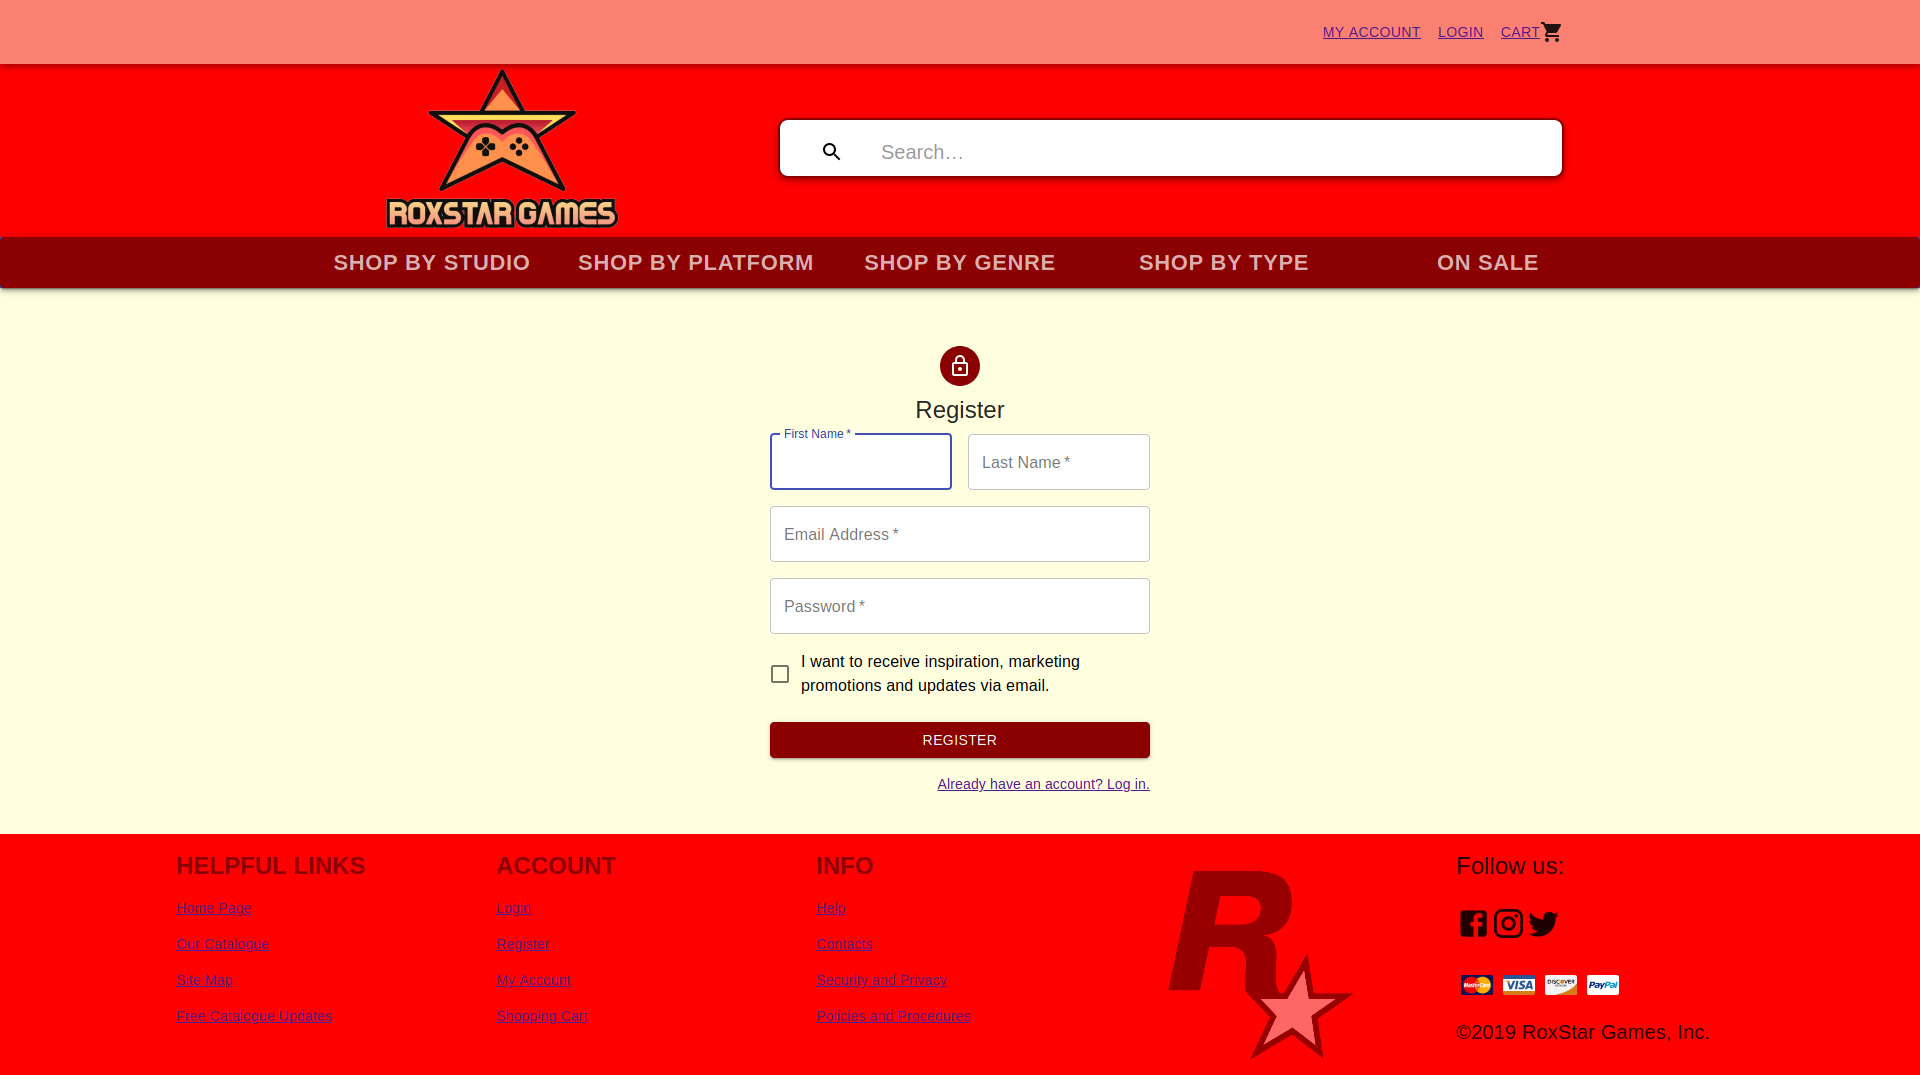 MY ACCOUNT LOGIN CART
ROXSTAR GAMES
Search…
SHOP BY STUDIO SHOP BY PLATFORM SHOP BY GENRE SHOP BY TYPE ON SALE
Register
First Name * Last Name *
Email Address *
Password *
I want to receive inspiration, marketing
promotions and updates via email.
REGISTER
Already have an account? Log in.
HELPFUL LINKS
Home Page
Our Catalogue
Site Map
Free Catalogue Updates
ACCOUNT
Login
Register
My Account
Shopping Cart
INFO
Help
Contacts
Security and Privacy
Policies and Procedures
R
Follow us:
MasterCard VISA DISCOVER PayPal
©2019 RoxStar Games, Inc.